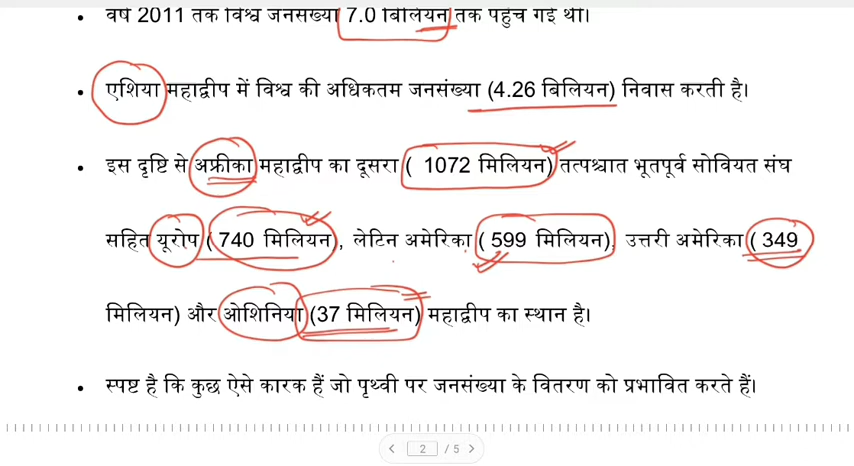 • वर्ष 2011 तक विश्व जनसंख्या 7.0 बिलियन तक पहुंच गई थी।
• एशिया महाद्वीप में विश्व की अधिकतम जनसंख्या (4.26 बिलियन) निवास करती है।
• इस दृष्टि से अफ्रीका महाद्वीप का दूसरा ( 1072 मिलियन) तत्पश्चात भूतपूर्व सोवियत संघ
सहित यूरोप ( 740 मिलियन), लेटिन अमेरिका ( 599 मिलियन), उत्तरी अमेरिका ( 349
मिलियन) और ओशिनिया (37 मिलियन) महाद्वीप का स्थान है।
• स्पष्ट है कि कुछ ऐसे कारक हैं जो पृथ्वी पर जनसंख्या के वितरण को प्रभावित करते हैं।
2 / 5